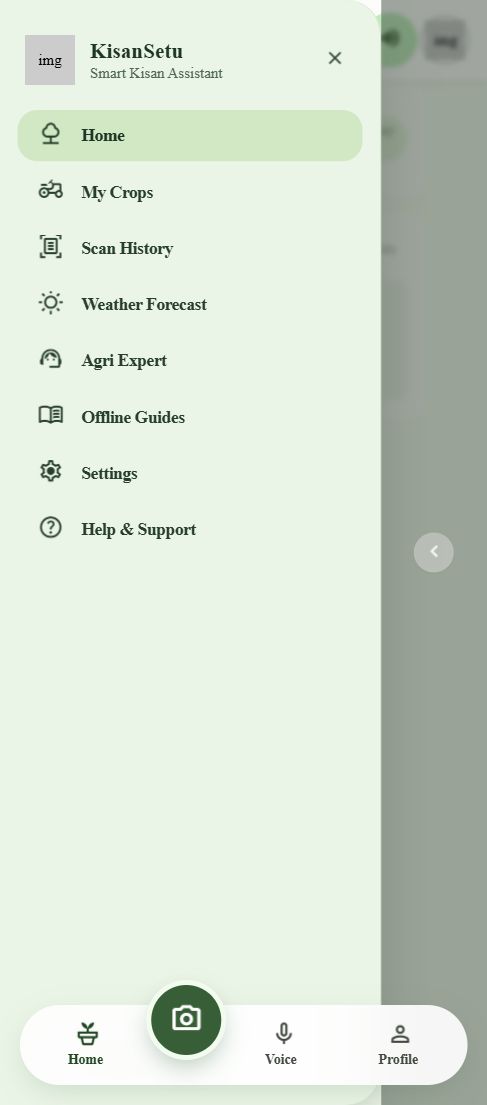 img
KisanSetu
Smart Kisan Assistant
Home
My Crops
Scan History
Weather Forecast
Agri Expert
Offline Guides
Settings
Help & Support
Home
Voice
Profile